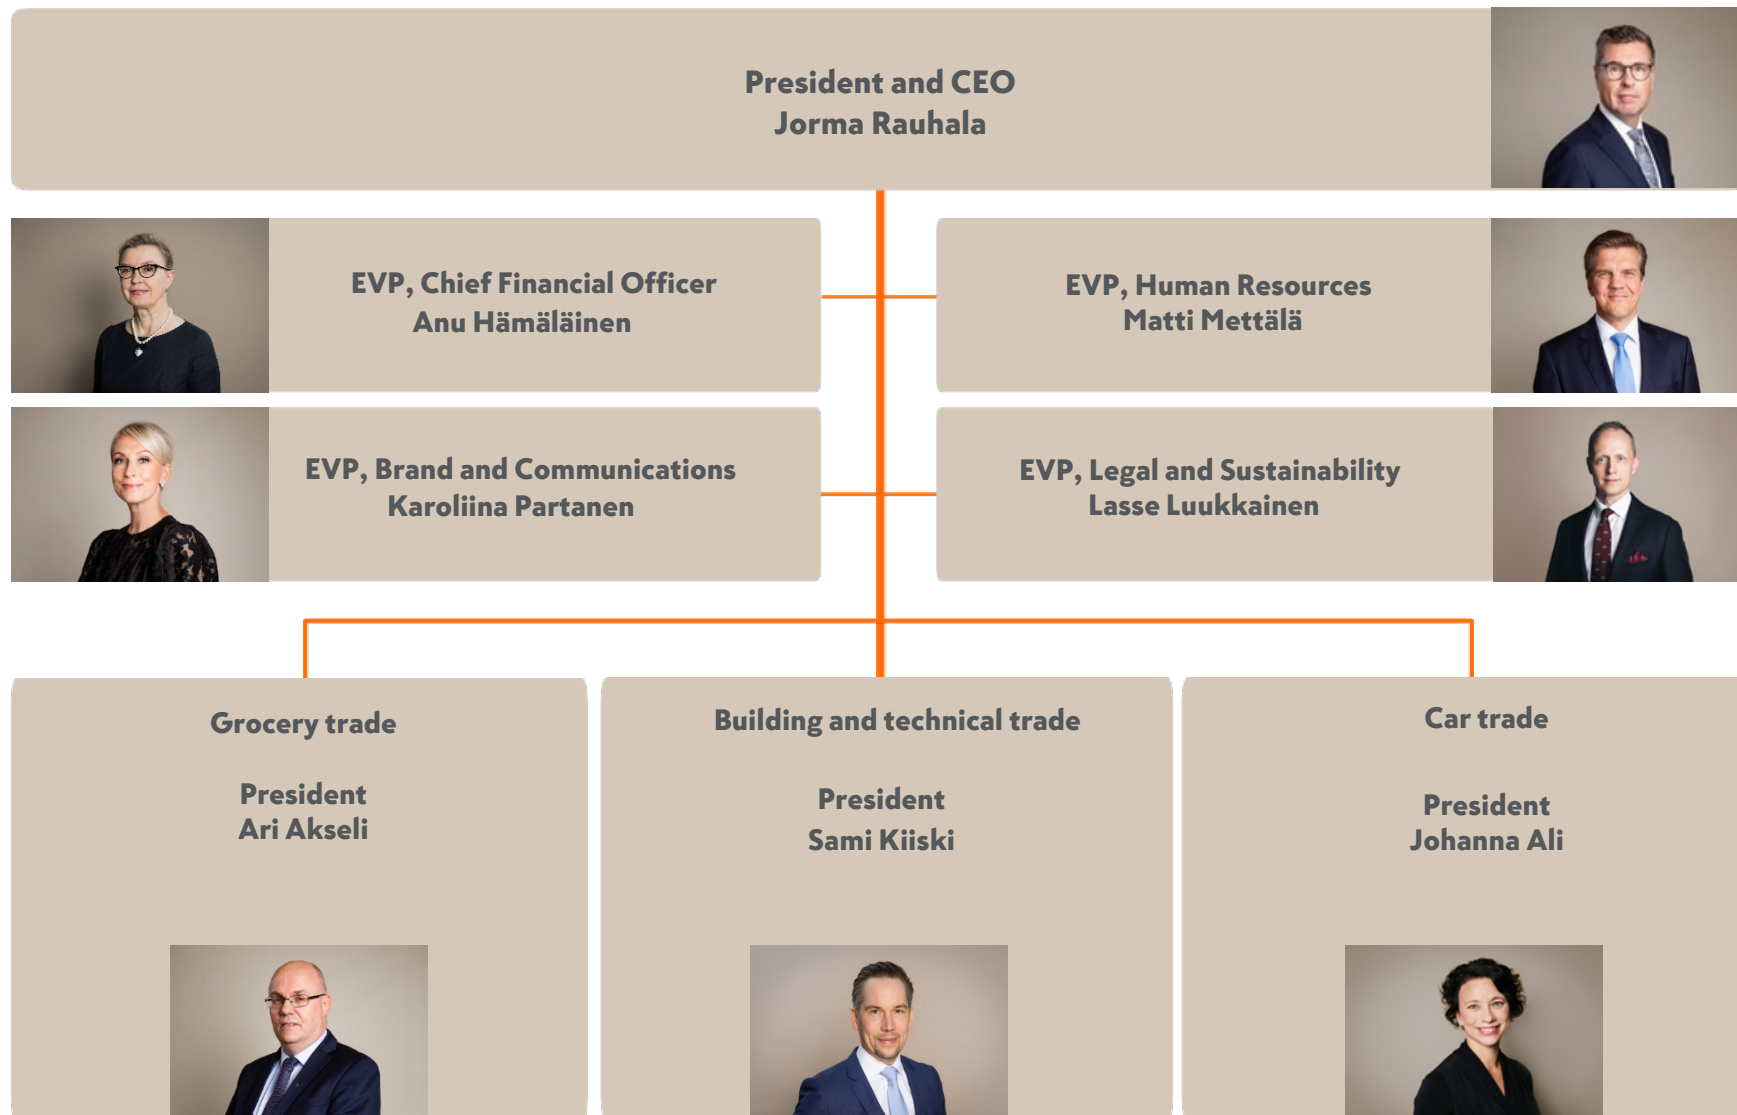 President and CEO
Jorma Rauhala
EVP, Chief Financial Officer
Anu Hämäläinen
EVP, Human Resources
Matti Mettälä
EVP, Brand and Communications
Karoliina Partanen
EVP, Legal and Sustainability
Lasse Luukkainen
Grocery trade
President
Ari Akseli
Building and technical trade
President
Sami Kiiski
Car trade
President
Johanna Ali